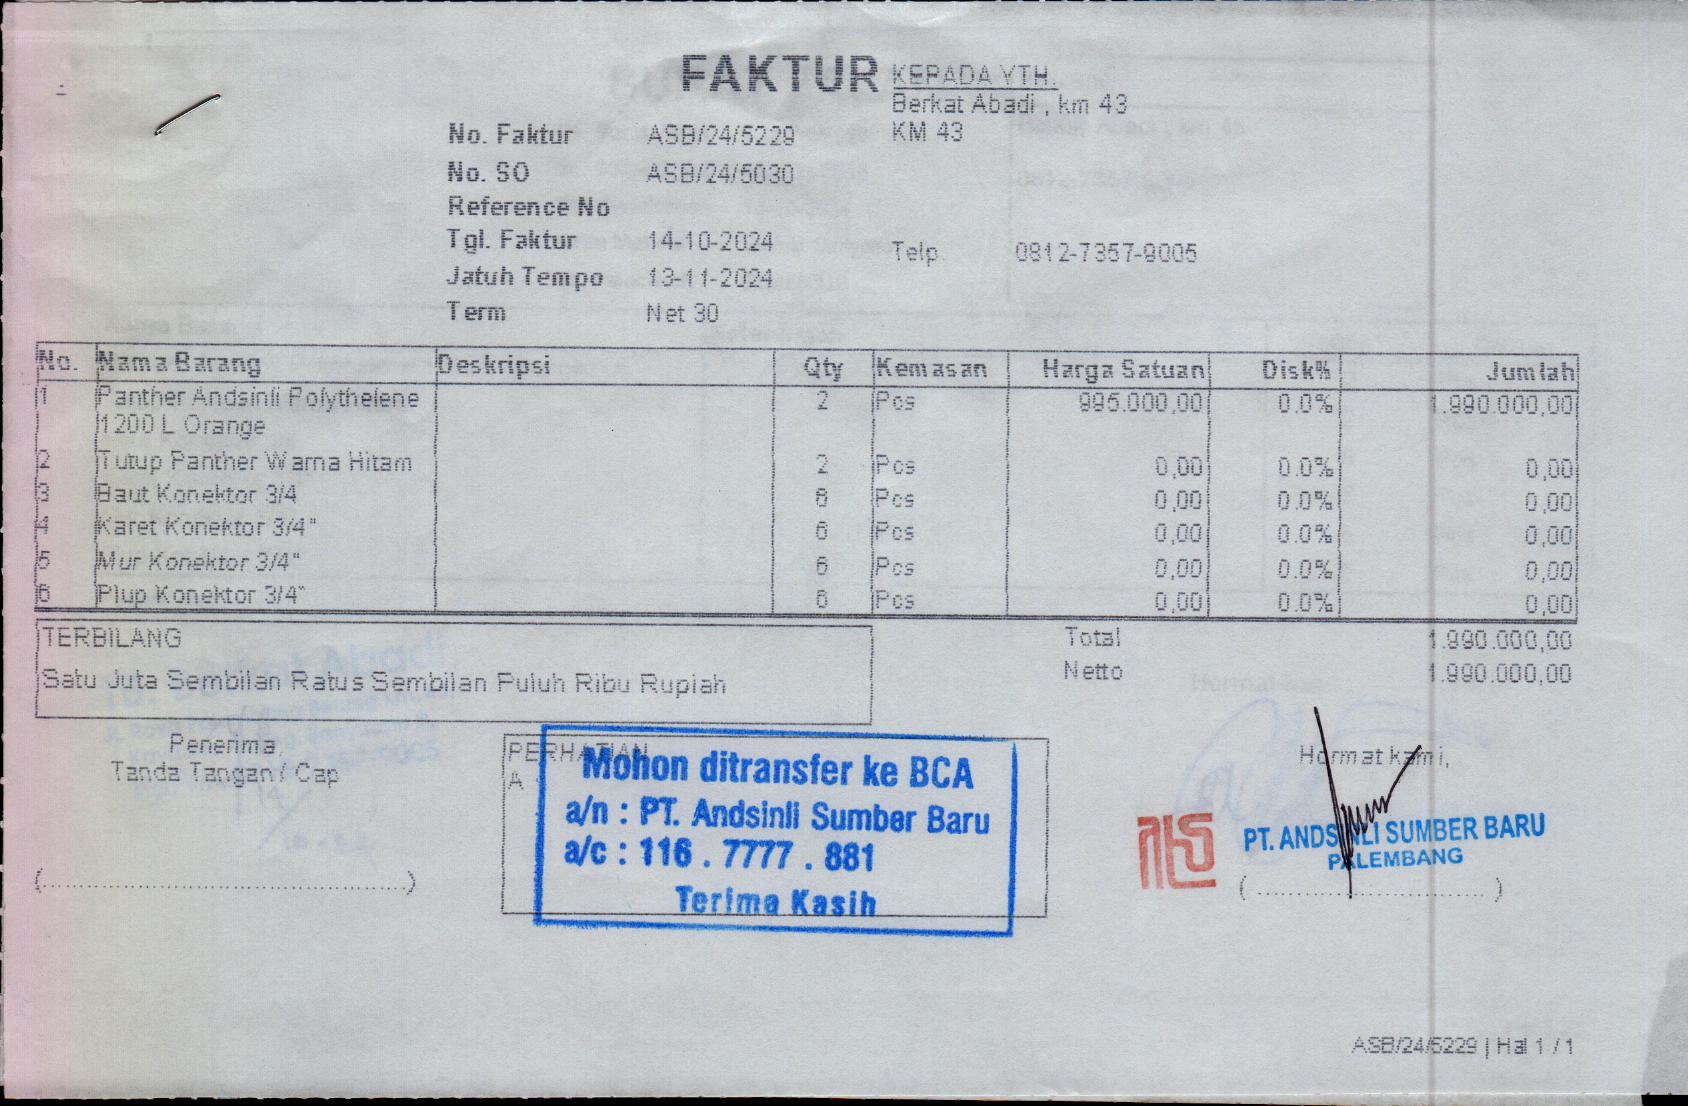 FAKTUR
KEPADA YTH.
Berkat Abadi , km 43
KM 43
No. Faktur ASB/24/5229
No. SO ASB/24/5030
Reference No
Tgl. Faktur 14-10-2024
Telp. 0812-7357-9005
Jatuh Tempo 13-11-2024
Term Net 30
No. Nama Barang Deskripsi Qty Kemasan Harga Satuan Disk% Jumlah
1 Panther Andsinli Polythelene 2 Pcs 995.000,00 0.0% 1.990.000,00
1200 L Orange
2 Tutup Panther Warna Hitam 2 Pcs 0,00 0.0% 0,00
3 Baut Konektor 3/4 6 Pcs 0,00 0.0% 0,00
4 Karet Konektor 3/4" 6 Pcs 0,00 0.0% 0,00
5 Mur Konektor 3/4" 6 Pcs 0,00 0.0% 0,00
6 Plup Konektor 3/4" 6 Pcs 0,00 0.0% 0,00
TERBILANG
Satu Juta Sembilan Ratus Sembilan Puluh Ribu Rupiah
Total 1.990.000,00
Netto 1.990.000,00
Penerima,
Tanda Tangan / Cap
(........................................)
PERHATIAN
A
Mohon ditransfer ke BCA
a/n : PT. Andsinli Sumber Baru
a/c : 116 . 7777 . 881
Terima Kasih
Hormat kami,
PT. ANDSINLI SUMBER BARU
PALEMBANG
( ............................. )
ASB/24/5229 | Hal 1 / 1